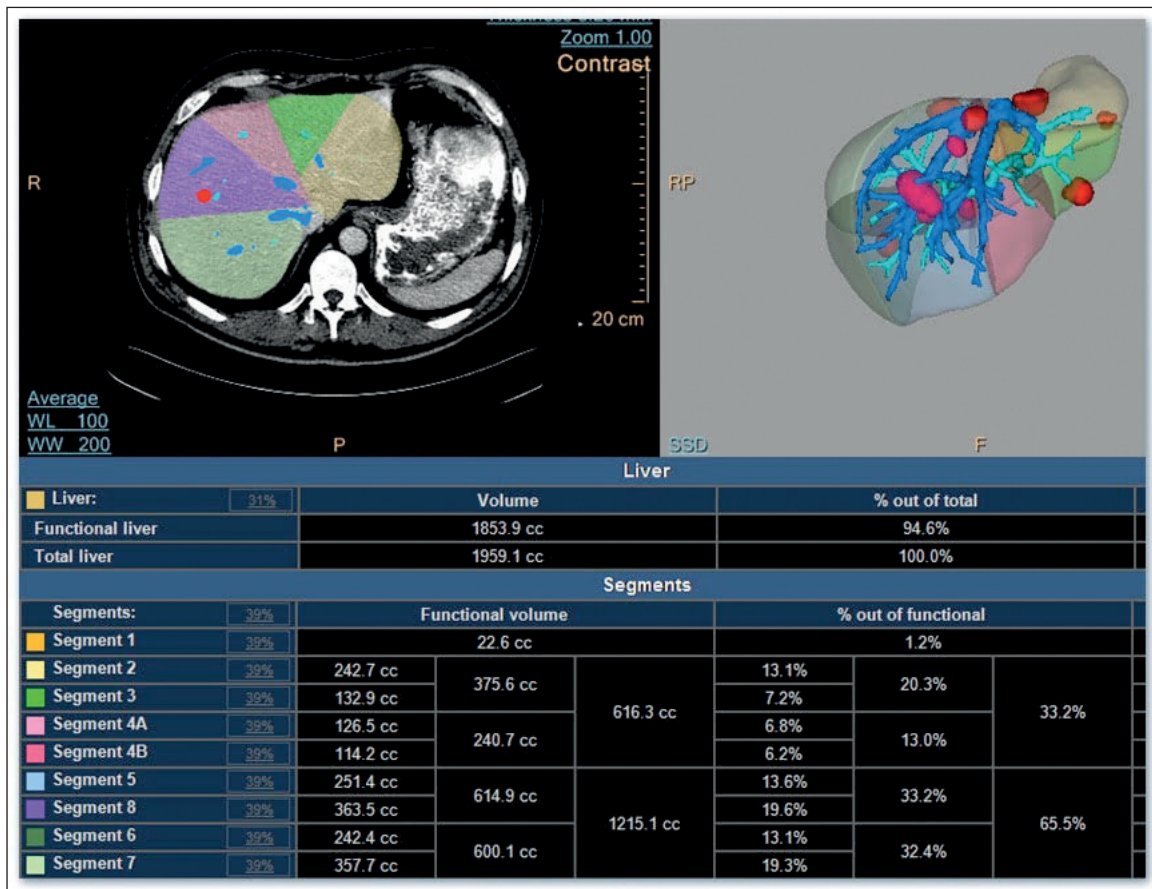 Zoom 1.00
Contrast
R
RP
20 cm
Average
WL 100
WW 200
P
SSD
F
Liver
Liver: 31% Volume % out of total
Functional liver 1853.9 cc 94.6%
Total liver 1959.1 cc 100.0%
Segments
Segments: 39% Functional volume % out of functional
Segment 1 39% 22.6 cc 1.2%
Segment 2 39% 242.7 cc 375.6 cc 616.3 cc 13.1% 20.3% 33.2%
Segment 3 39% 132.9 cc 7.2%
Segment 4A 39% 126.5 cc 240.7 cc 6.8% 13.0%
Segment 4B 39% 114.2 cc 6.2%
Segment 5 39% 251.4 cc 614.9 cc 1215.1 cc 13.6% 33.2% 65.5%
Segment 8 39% 363.5 cc 19.6%
Segment 6 39% 242.4 cc 600.1 cc 13.1% 32.4%
Segment 7 39% 357.7 cc 19.3%